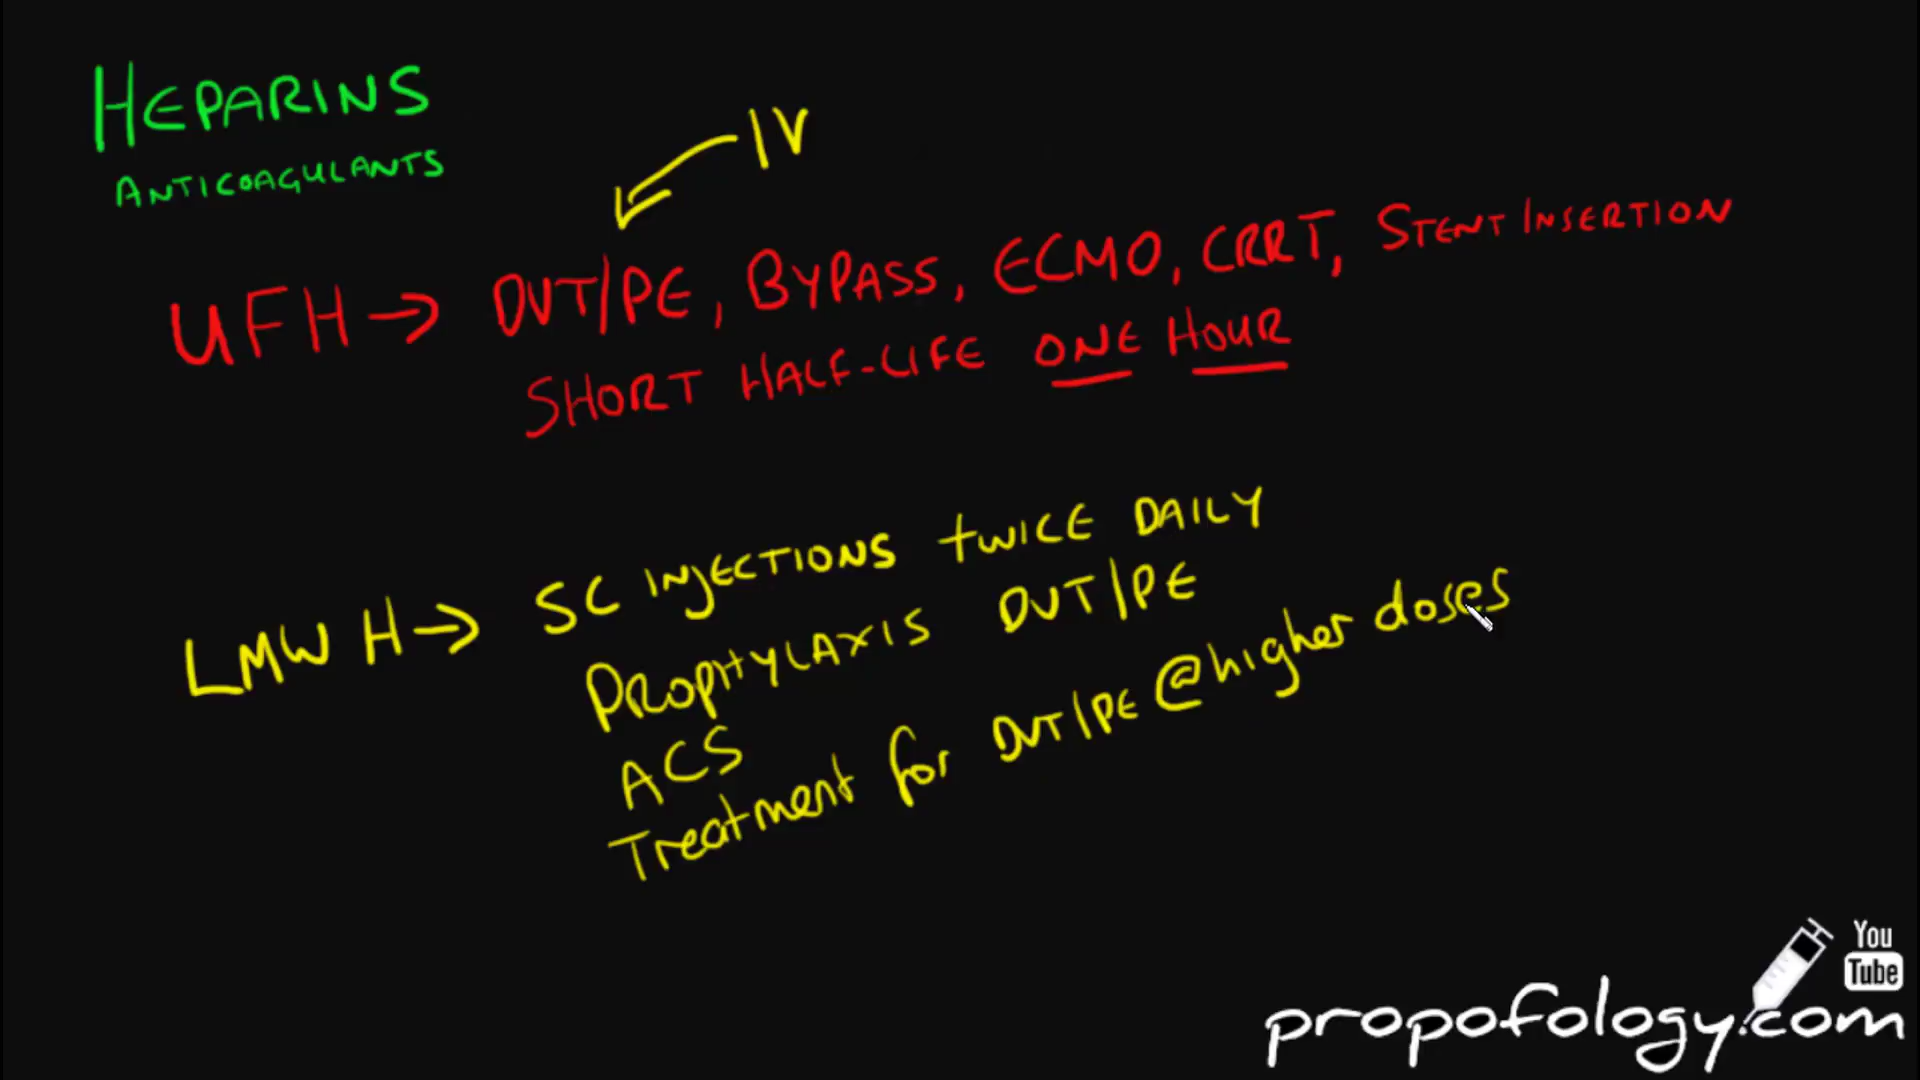 HEPARINS
ANTICOAGULANTS
IV
UFH → DVT/PE, BYPASS, ECMO, CRRT, STENT INSERTION
SHORT HALF-LIFE ONE HOUR
LMWH → SC INJECTIONS TWICE DAILY
PROPHYLAXIS DVT/PE
ACS
Treatment for DVT/PE @higher doses
You
Tube
propofology.com